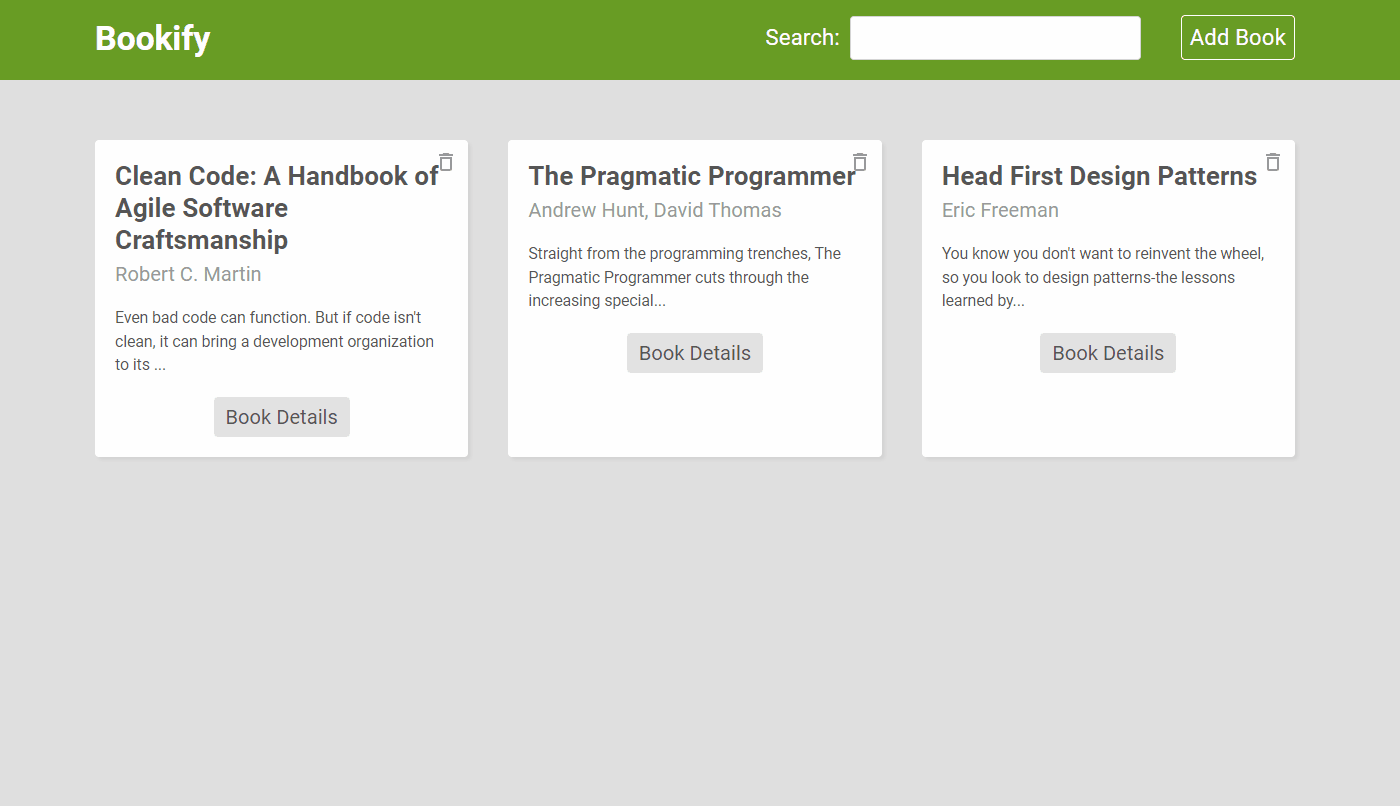 Bookify
Search:
Add Book
Clean Code: A Handbook of
Agile Software
Craftsmanship
Robert C. Martin
Even bad code can function. But if code isn't
clean, it can bring a development organization
to its ...
Book Details
The Pragmatic Programmer
Andrew Hunt, David Thomas
Straight from the programming trenches, The
Pragmatic Programmer cuts through the
increasing special...
Book Details
Head First Design Patterns
Eric Freeman
You know you don't want to reinvent the wheel,
so you look to design patterns-the lessons
learned by...
Book Details